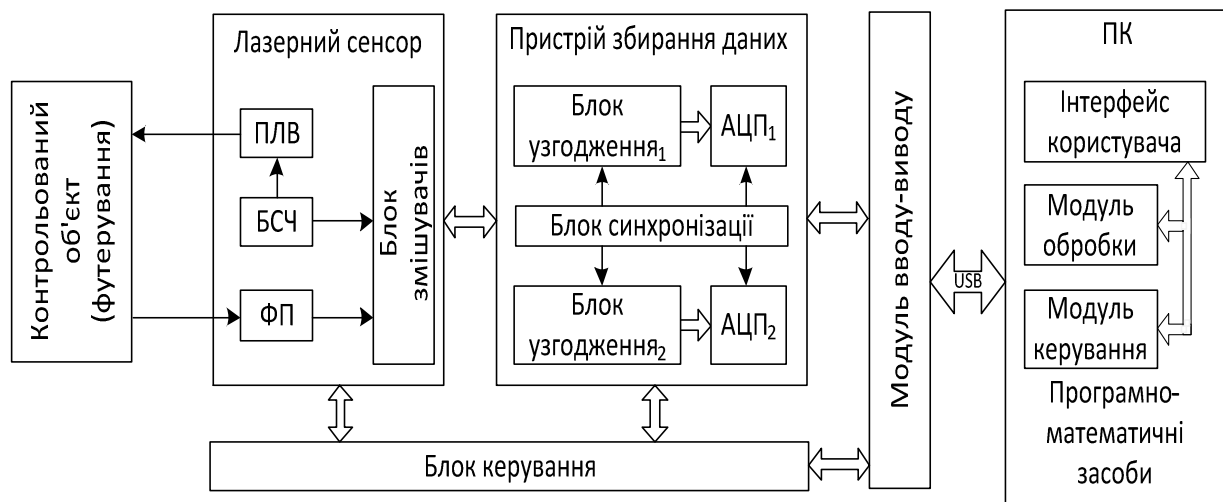 Контрольований
об'єкт
(футерування)
Лазерний сенсор
ПЛВ
БСЧ
ФП
Блок
змішувачів
Пристрій збирання даних
Блок
узгодження₁
АЦП₁
Блок синхронізації
Блок
узгодження₂
АЦП₂
Блок керування
Модуль вводу-виводу
USB
ПК
Інтерфейс
користувача
Модуль
обробки
Модуль
керування
Програмно-
математичні
засоби